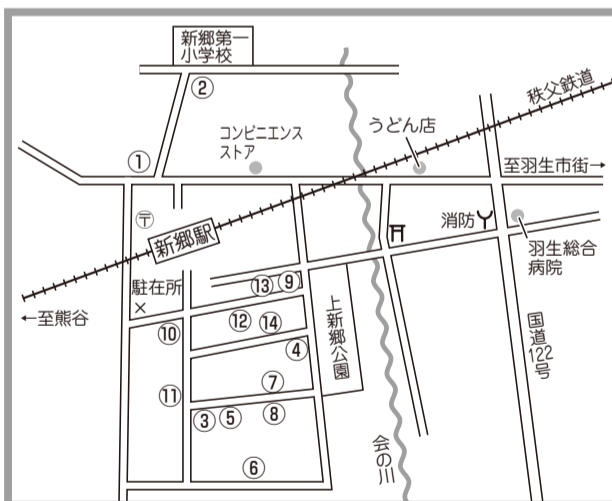 新郷第一
小学校
②
秩父鉄道
コンビニエンス
ストア
うどん店
①
至羽生市街→
〒
消防
新郷駅
羽生総合
病院
駐在所
×
⑬
⑨
←至熊谷
⑩
⑫
⑭
④
上新郷公園
国道122号
⑦
⑪
③
⑤
⑧
会の川
⑥